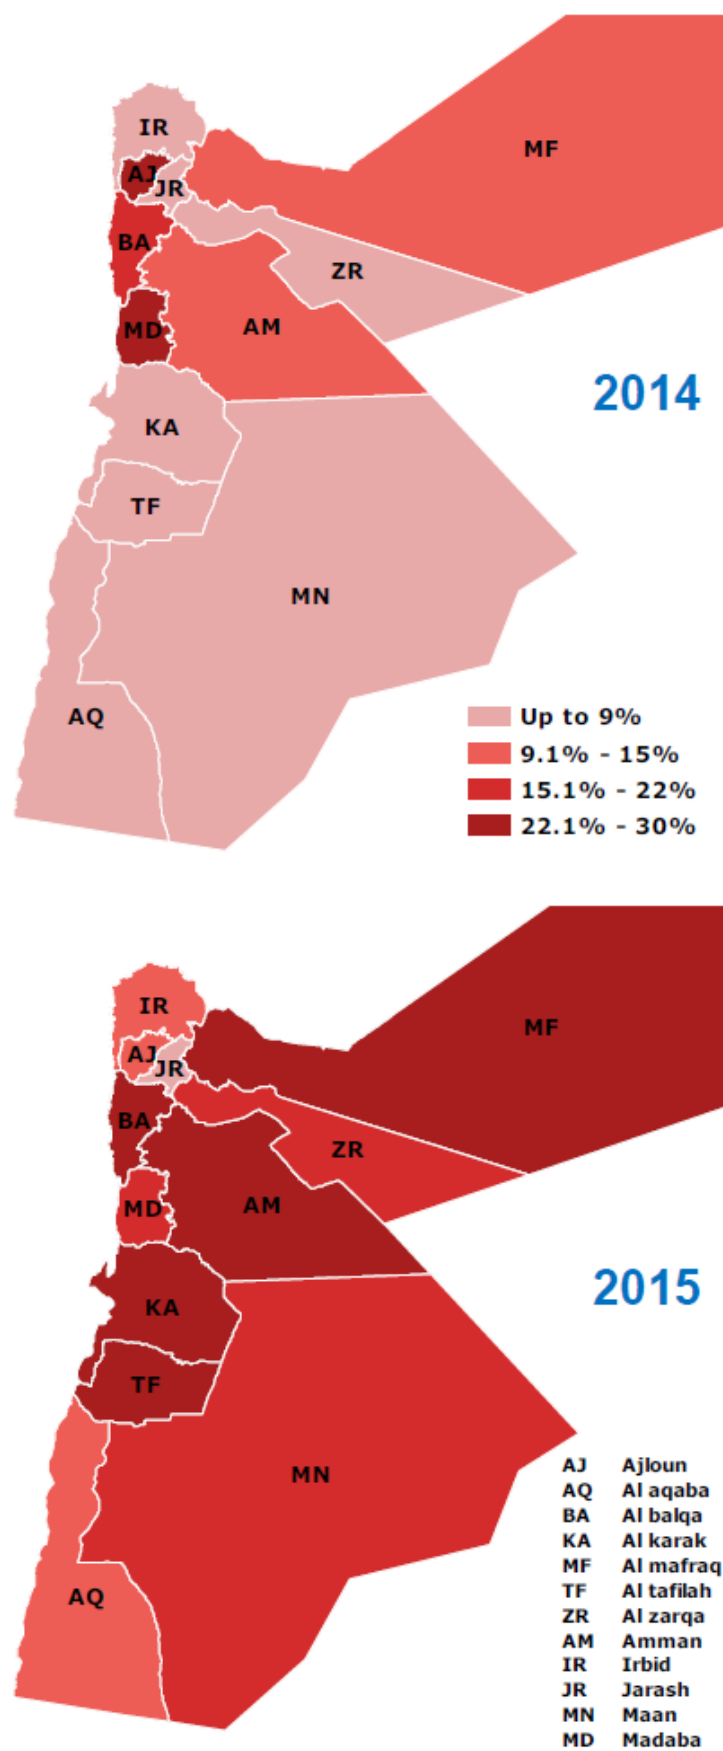 IR
MF
AJ
JR
BA
ZR
MD
AM
2014
KA
TF
MN
AQ
Up to 9%
9.1% - 15%
15.1% - 22%
22.1% - 30%
IR
MF
AJ
JR
BA
ZR
MD
AM
2015
KA
TF
MN
AQ
AJ Ajloun
AQ Al aqaba
BA Al balqa
KA Al karak
MF Al mafraq
TF Al tafilah
ZR Al zarqa
AM Amman
IR Irbid
JR Jarash
MN Maan
MD Madaba